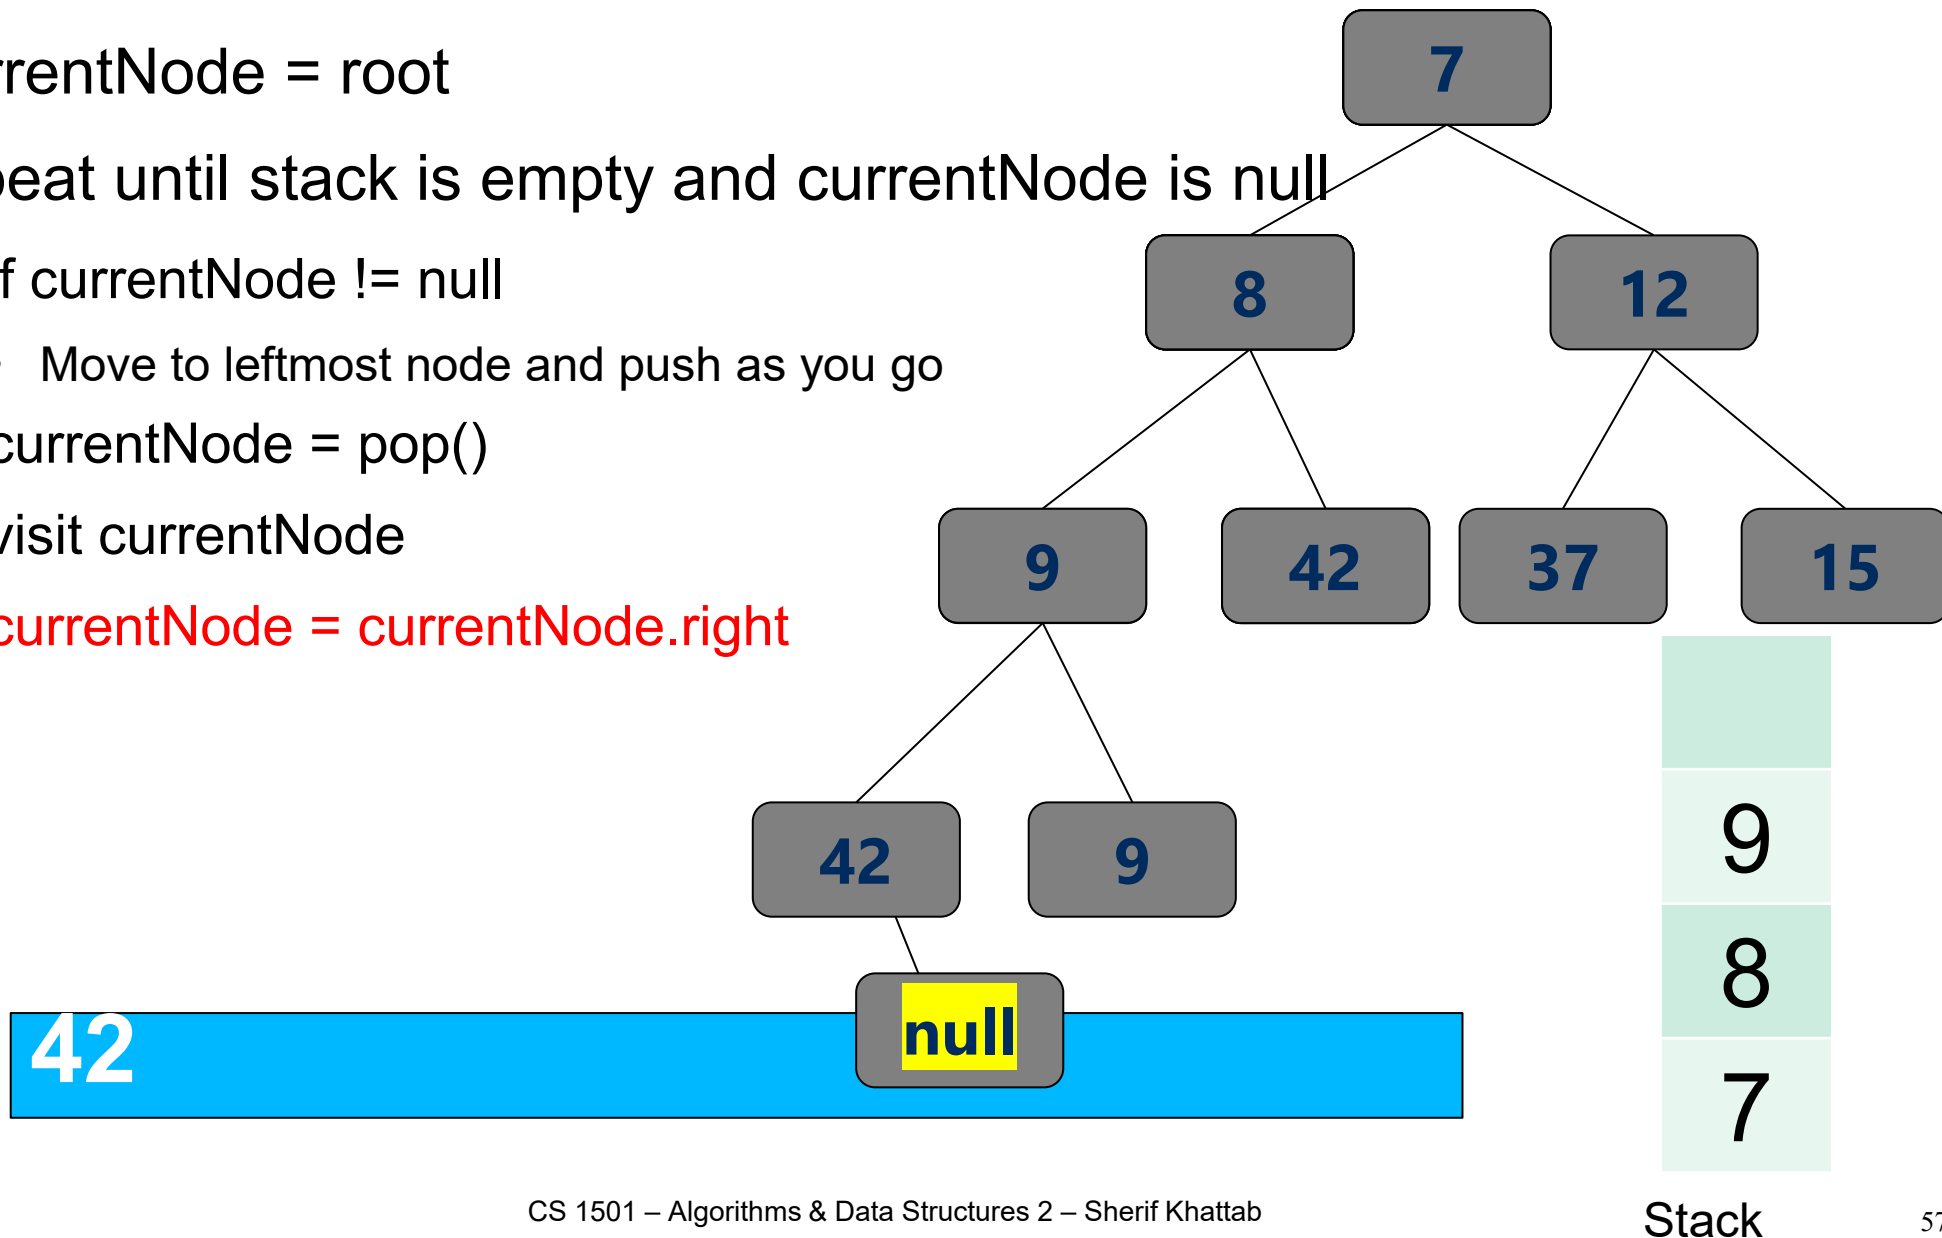 rrentNode = root
peat until stack is empty and currentNode is null
f currentNode != null
• Move to leftmost node and push as you go
currentNode = pop()
visit currentNode
currentNode = currentNode.right
7
8 12
9 42 37 15
42 9
null
42
9
8
7
Stack
CS 1501 – Algorithms & Data Structures 2 – Sherif Khattab
57